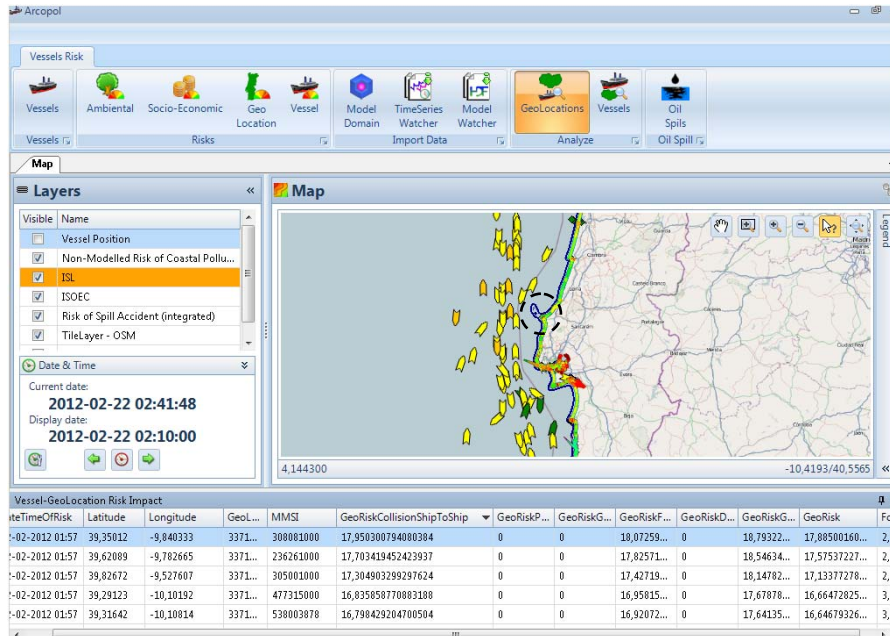 Arcopol
Vessels Risk
Vessels Ambiental Socio-Economic Geo Location Vessel Model Domain TimeSeries Watcher Model Watcher GeoLocations Vessels Oil Spils
Vessels Risks Import Data Analyze Oil Spill
Map
Layers
Visible Name
Vessel Position
Non-Modelled Risk of Coastal Pollu...
ISL
ISOEC
Risk of Spill Accident (integrated)
TileLayer - OSM
Date & Time
Current date:
2012-02-22 02:41:48
Display date:
2012-02-22 02:10:00
Map
Legend
4,144300 -10,4193/40,5565
Vessel-GeoLocation Risk Impact
ateTimeOfRisk Latitude Longitude GeoL... MMSI GeoRiskCollisionShipToShip GeoRiskP... GeoRiskG... GeoRiskF... GeoRiskD... GeoRiskG... GeoRisk Fo
-02-2012 01:57 39,35012 -9,840333 3371... 308081000 17,950300794080384 0 0 18,07259... 0 18,79322... 17,88500160... 2,
-02-2012 01:57 39,62089 -9,782665 3371... 236261000 17,703419452423937 0 0 17,82571... 0 18,54634... 17,57537227... 2,
-02-2012 01:57 39,82672 -9,527607 3371... 305001000 17,304903299297624 0 0 17,42719... 0 18,14782... 17,13377278... 2,
-02-2012 01:57 39,29123 -10,10192 3371... 477315000 16,835858770883188 0 0 16,95815... 0 17,67878... 16,66472825... 3,
-02-2012 01:57 39,31642 -10,10814 3371... 538003878 16,798429204700504 0 0 16,92072... 0 17,64135... 16,64679326... 3,